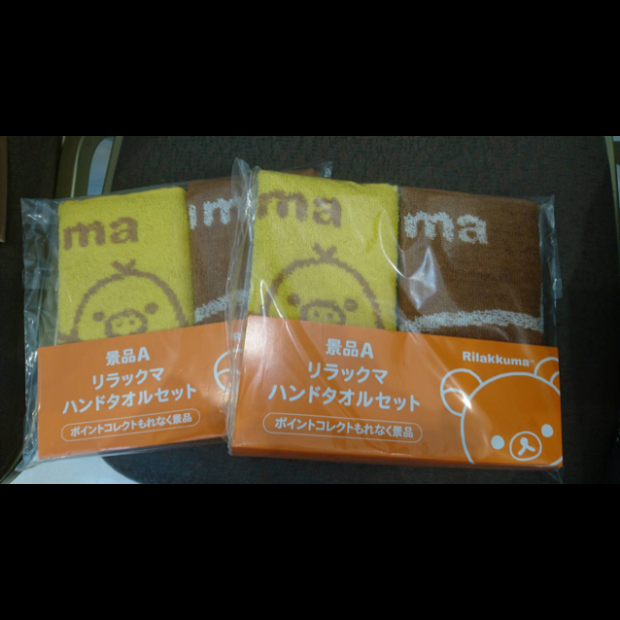 ma
m
景品A
リラックマ
ハンドタオルセット
ポイントコレクトもれなく景品
ma
ma
景品A
リラックマ
ハンドタオルセット
ポイントコレクトもれなく景品
Rilakkuma